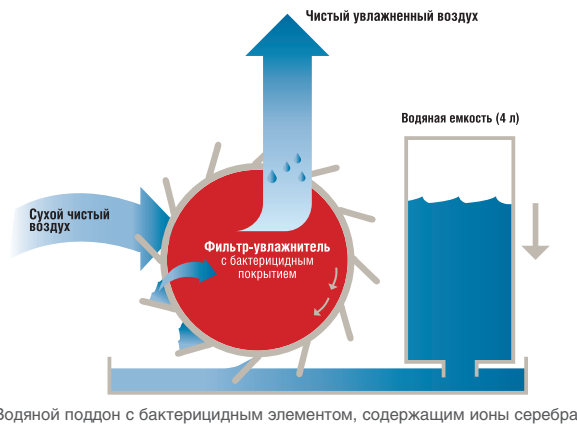 Чистый увлажненный воздух
Водяная емкость (4 л)
Сухой чистый
воздух
Фильтр-увлажнитель
с бактерицидным
покрытием
Водяной поддон с бактерицидным элементом, содержащим ионы серебра